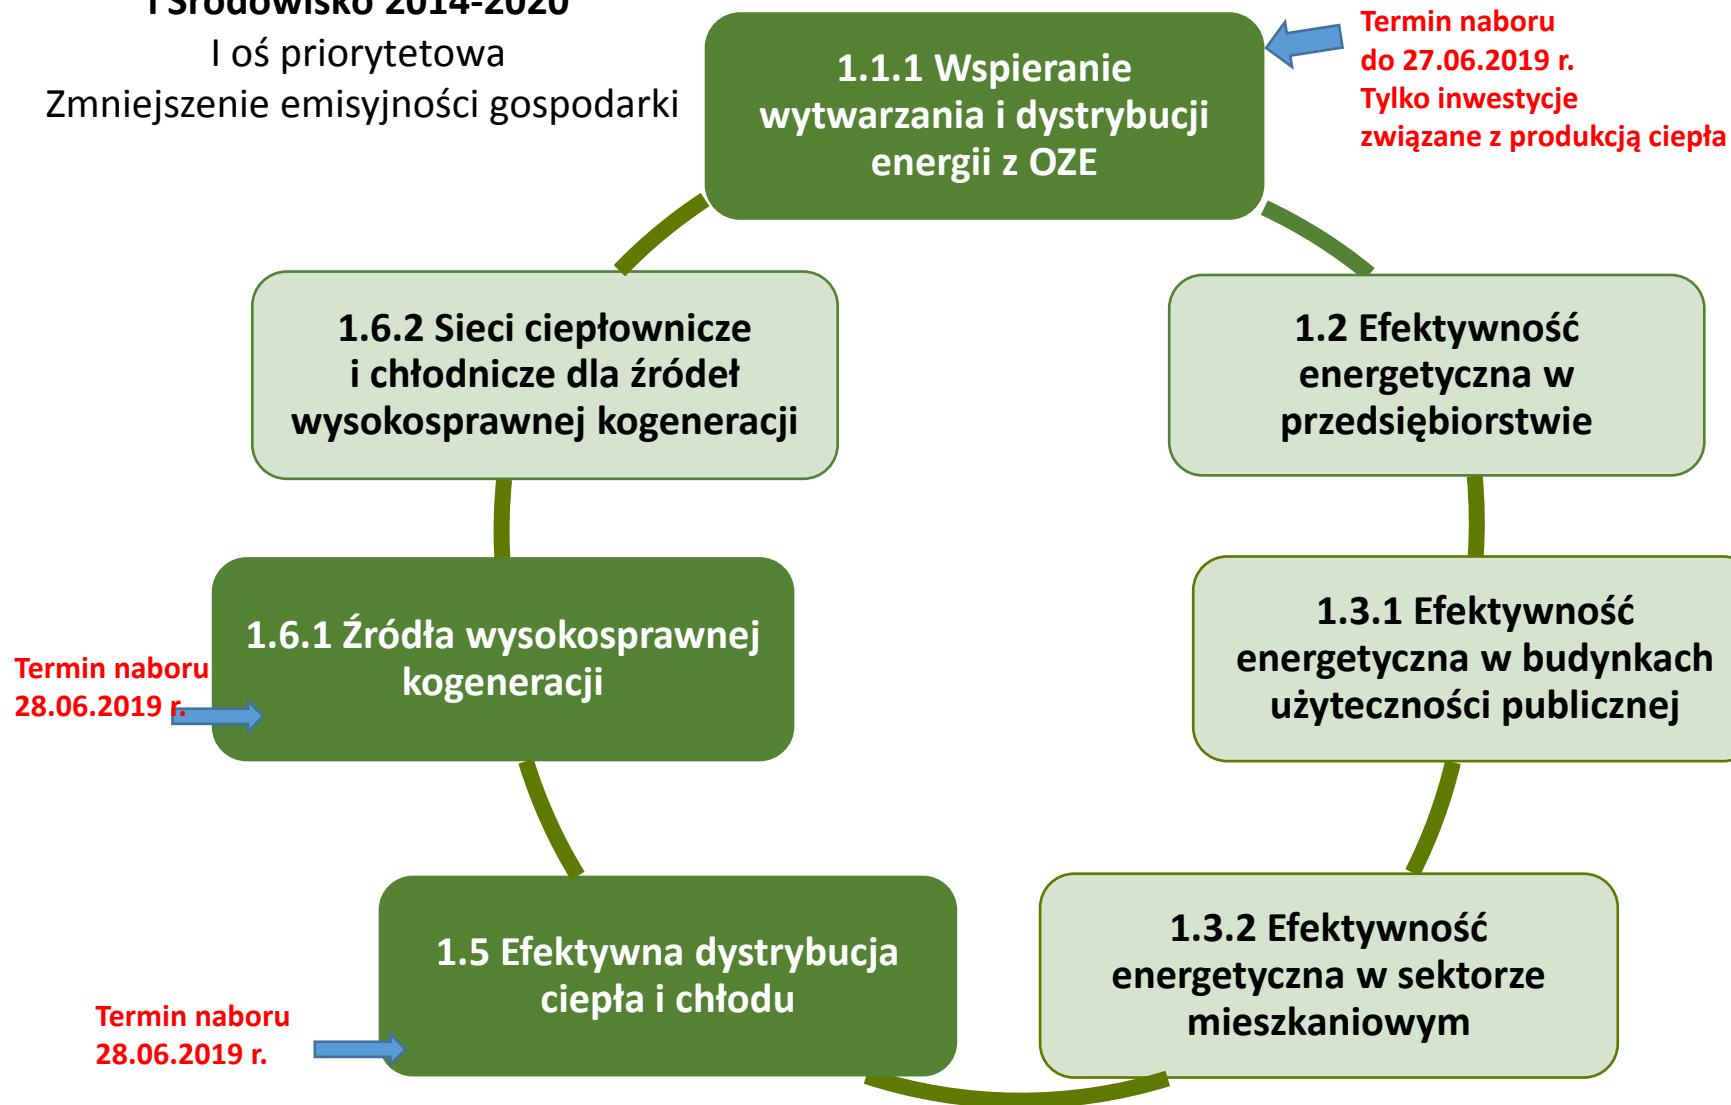 i Środowisko 2014-2020
I oś priorytetowa
Zmniejszenie emisyjności gospodarki
1.1.1 Wspieranie
wytwarzania i dystrybucji
energii z OZE
Termin naboru
do 27.06.2019 r.
Tylko inwestycje
związane z produkcją ciepła
1.6.2 Sieci ciepłownicze
i chłodnicze dla źródeł
wysokosprawnej kogeneracji
1.2 Efektywność
energetyczna w
przedsiębiorstwie
1.6.1 Źródła wysokosprawnej
kogeneracji
Termin naboru
28.06.2019 r.
1.3.1 Efektywność
energetyczna w budynkach
użyteczności publicznej
1.5 Efektywna dystrybucja
ciepła i chłodu
Termin naboru
28.06.2019 r.
1.3.2 Efektywność
energetyczna w sektorze
mieszkaniowym